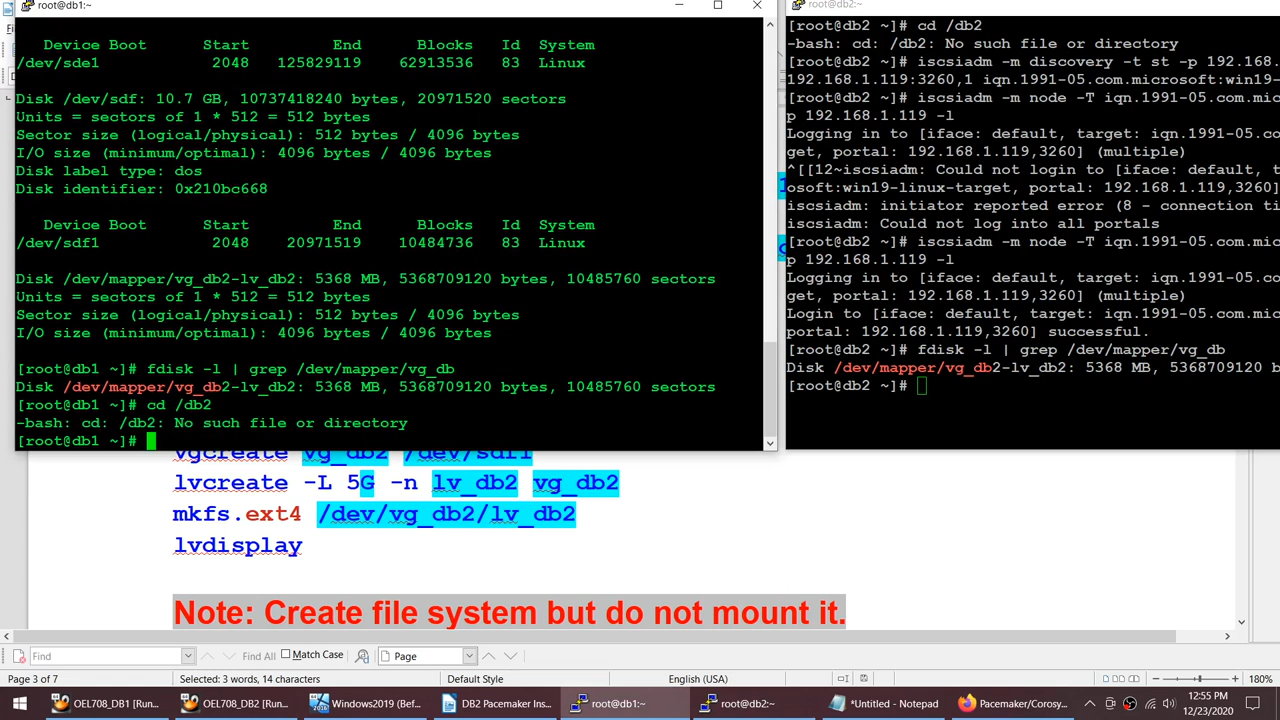 root@db1:~
Device Boot Start End Blocks Id System
/dev/sde1 2048 125829119 62913536 83 Linux
Disk /dev/sdf: 10.7 GB, 10737418240 bytes, 20971520 sectors
Units = sectors of 1 * 512 = 512 bytes
Sector size (logical/physical): 512 bytes / 4096 bytes
I/O size (minimum/optimal): 4096 bytes / 4096 bytes
Disk label type: dos
Disk identifier: 0x210bc668
Device Boot Start End Blocks Id System
/dev/sdf1 2048 20971519 10484736 83 Linux
Disk /dev/mapper/vg_db2-lv_db2: 5368 MB, 5368709120 bytes, 10485760 sectors
Units = sectors of 1 * 512 = 512 bytes
Sector size (logical/physical): 512 bytes / 4096 bytes
I/O size (minimum/optimal): 4096 bytes / 4096 bytes
[root@db1 ~]# fdisk -l | grep /dev/mapper/vg_db
Disk /dev/mapper/vg_db2-lv_db2: 5368 MB, 5368709120 bytes, 10485760 sectors
[root@db1 ~]# cd /db2
-bash: cd: /db2: No such file or directory
[root@db1 ~]#
root@db2:~
[root@db2 ~]# cd /db2
-bash: cd: /db2: No such file or directory
[root@db2 ~]# iscsiadm -m discovery -t st -p 192.168.
192.168.1.119:3260,1 iqn.1991-05.com.microsoft:win19-
[root@db2 ~]# iscsiadm -m node -T iqn.1991-05.com.mic
p 192.168.1.119 -l
Logging in to [iface: default, target: iqn.1991-05.co
get, portal: 192.168.1.119,3260] (multiple)
^[[12~iscsiadm: Could not login to [iface: default, t
osoft:win19-linux-target, portal: 192.168.1.119,3260]
iscsiadm: initiator reported error (8 - connection ti
iscsiadm: Could not log into all portals
[root@db2 ~]# iscsiadm -m node -T iqn.1991-05.com.mic
p 192.168.1.119 -l
Logging in to [iface: default, target: iqn.1991-05.co
get, portal: 192.168.1.119,3260] (multiple)
Login to [iface: default, target: iqn.1991-05.com.mic
portal: 192.168.1.119,3260] successful.
[root@db2 ~]# fdisk -l | grep /dev/mapper/vg_db
Disk /dev/mapper/vg_db2-lv_db2: 5368 MB, 5368709120 b
[root@db2 ~]#
vgcreate vg_db2 /dev/sdf1
lvcreate -L 5G -n lv_db2 vg_db2
mkfs.ext4 /dev/vg_db2/lv_db2
lvdisplay
Note: Create file system but do not mount it.
Find Find All Match Case Page
Page 3 of 7 Selected: 3 words, 14 characters Default Style English (USA) 180%
OEL708_DB1 [Run... OEL708_DB2 [Run... Windows2019 (Bef... DB2 Pacemaker Ins... root@db1:~ root@db2:~ *Untitled - Notepad Pacemaker/Corosy... 12:55 PM
12/23/2020